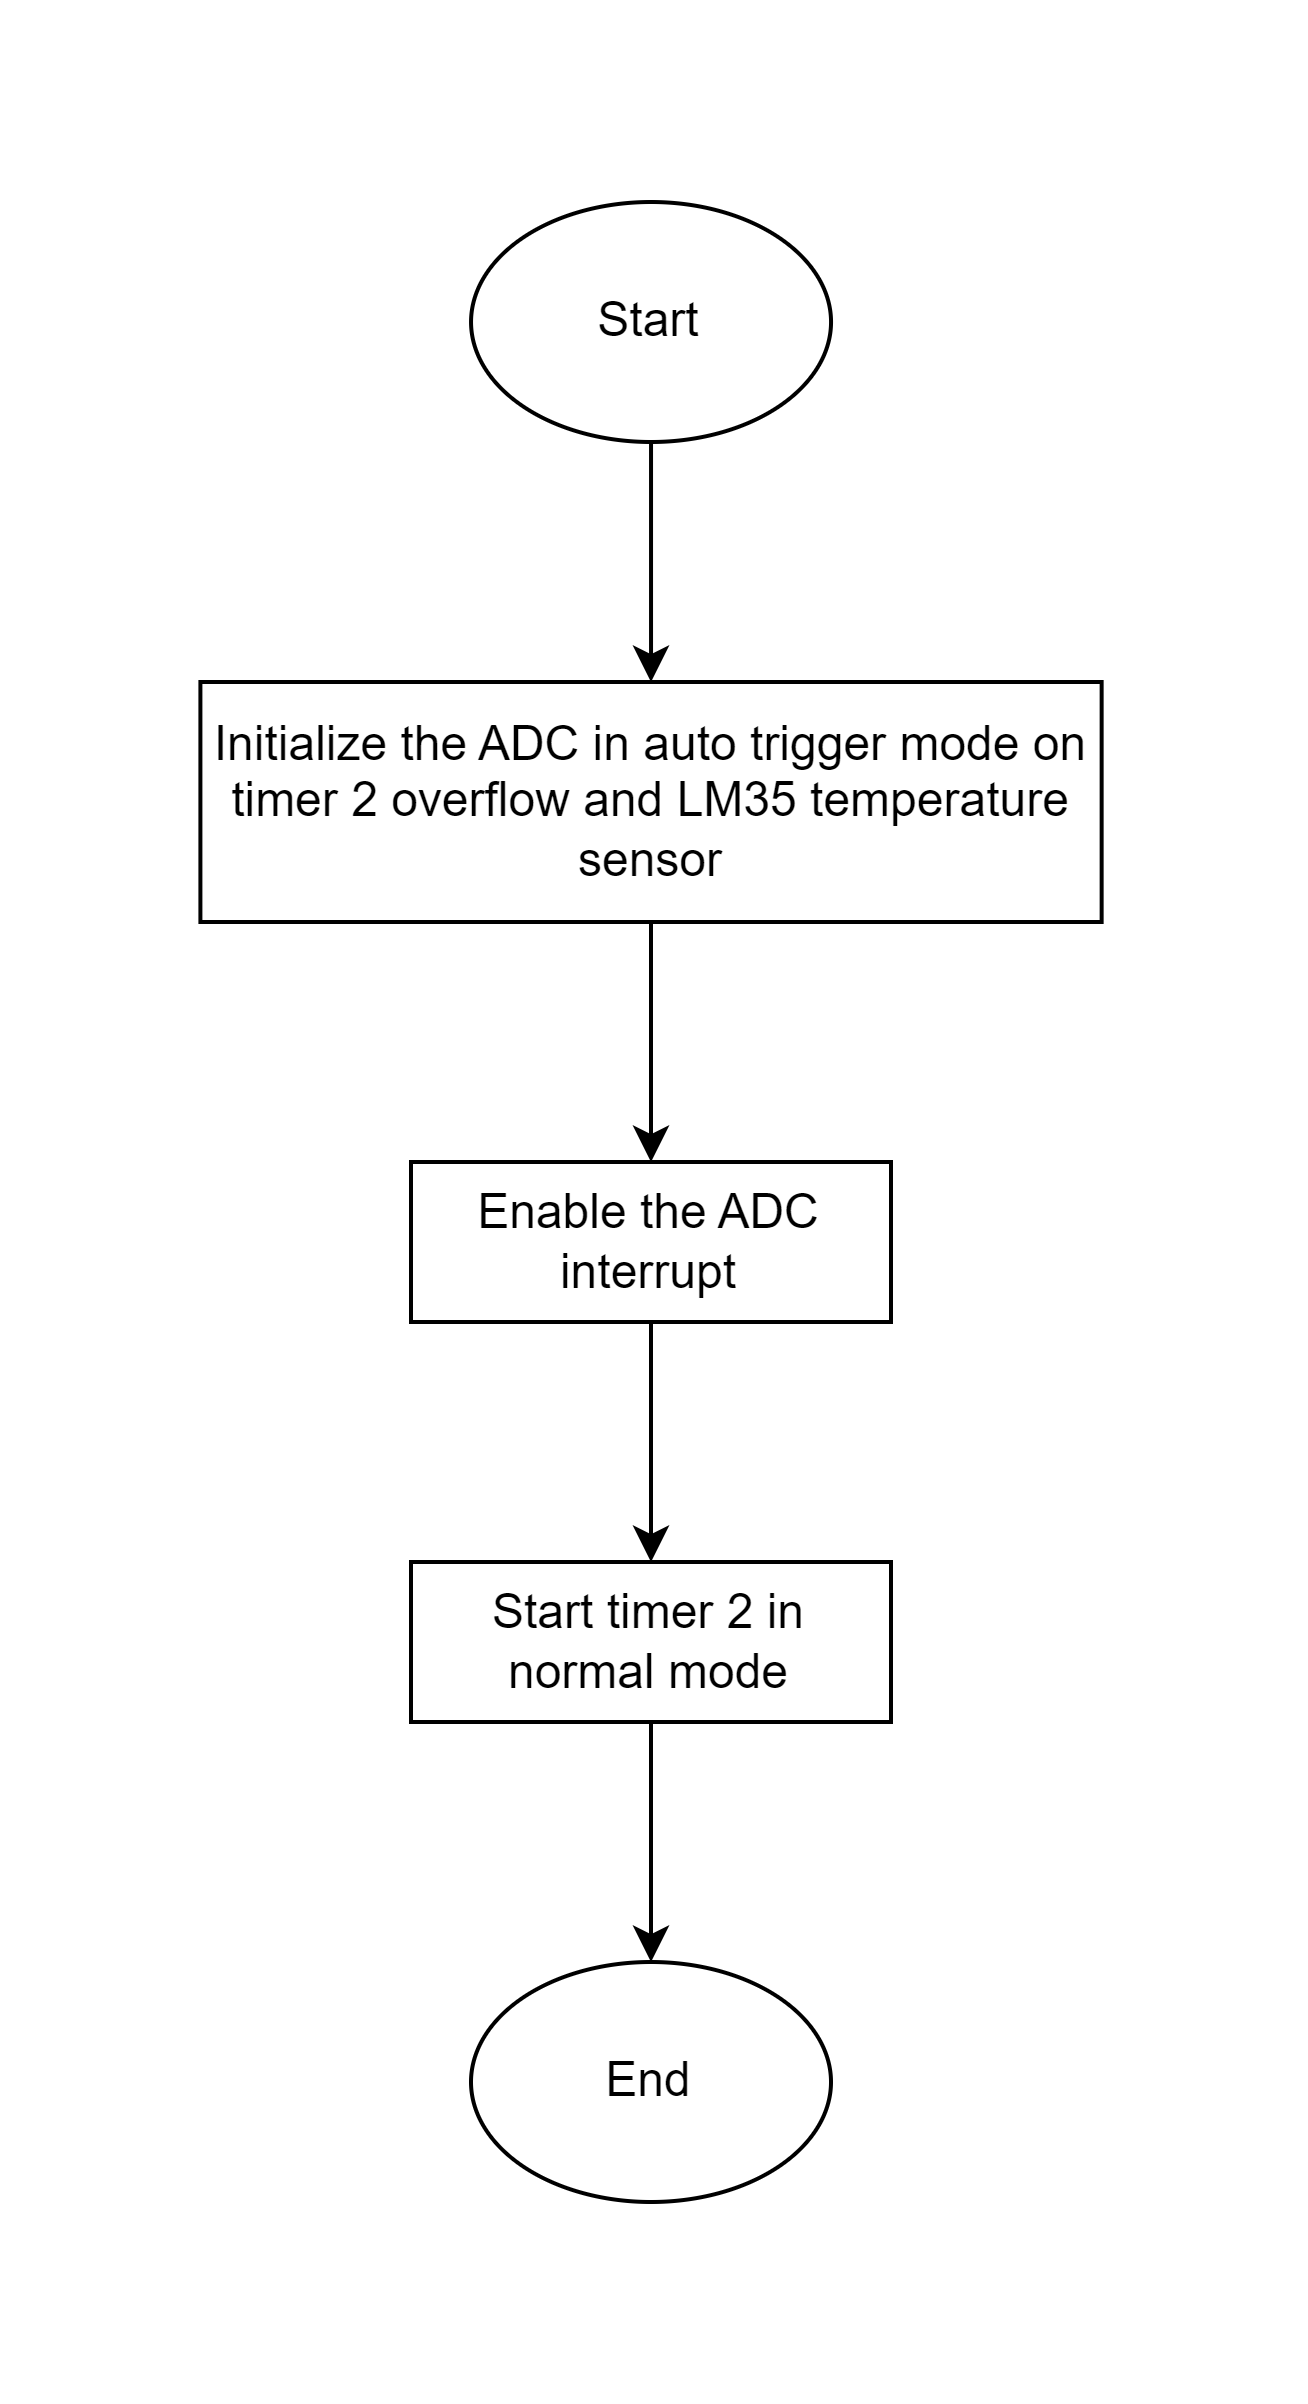 Start
Initialize the ADC in auto trigger mode on
timer 2 overflow and LM35 temperature
sensor
Enable the ADC
interrupt
Start timer 2 in
normal mode
End